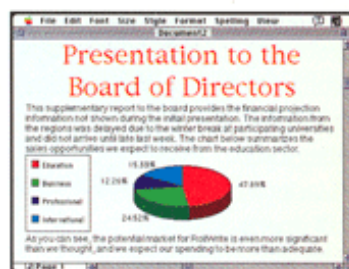 File Edit Font Size Style Format Spelling View
Document2
Presentation to the
Board of Directors
This supplementary report to the board provides the financial projection
information not shown during the initial presentation. The information from
the regions was delayed due to the winter break at participating universities
and did not arrive until late last week. The chart below summarizes the
sales opportunities we expect to receive from the education sector.
Education
Business
Professional
International
15.59%
12.20%
47.69%
24.52%
As you can see, the potential market for FlatWrite is even more significant
than we thought, and we expect our spending to be more than adequate.
Page 1